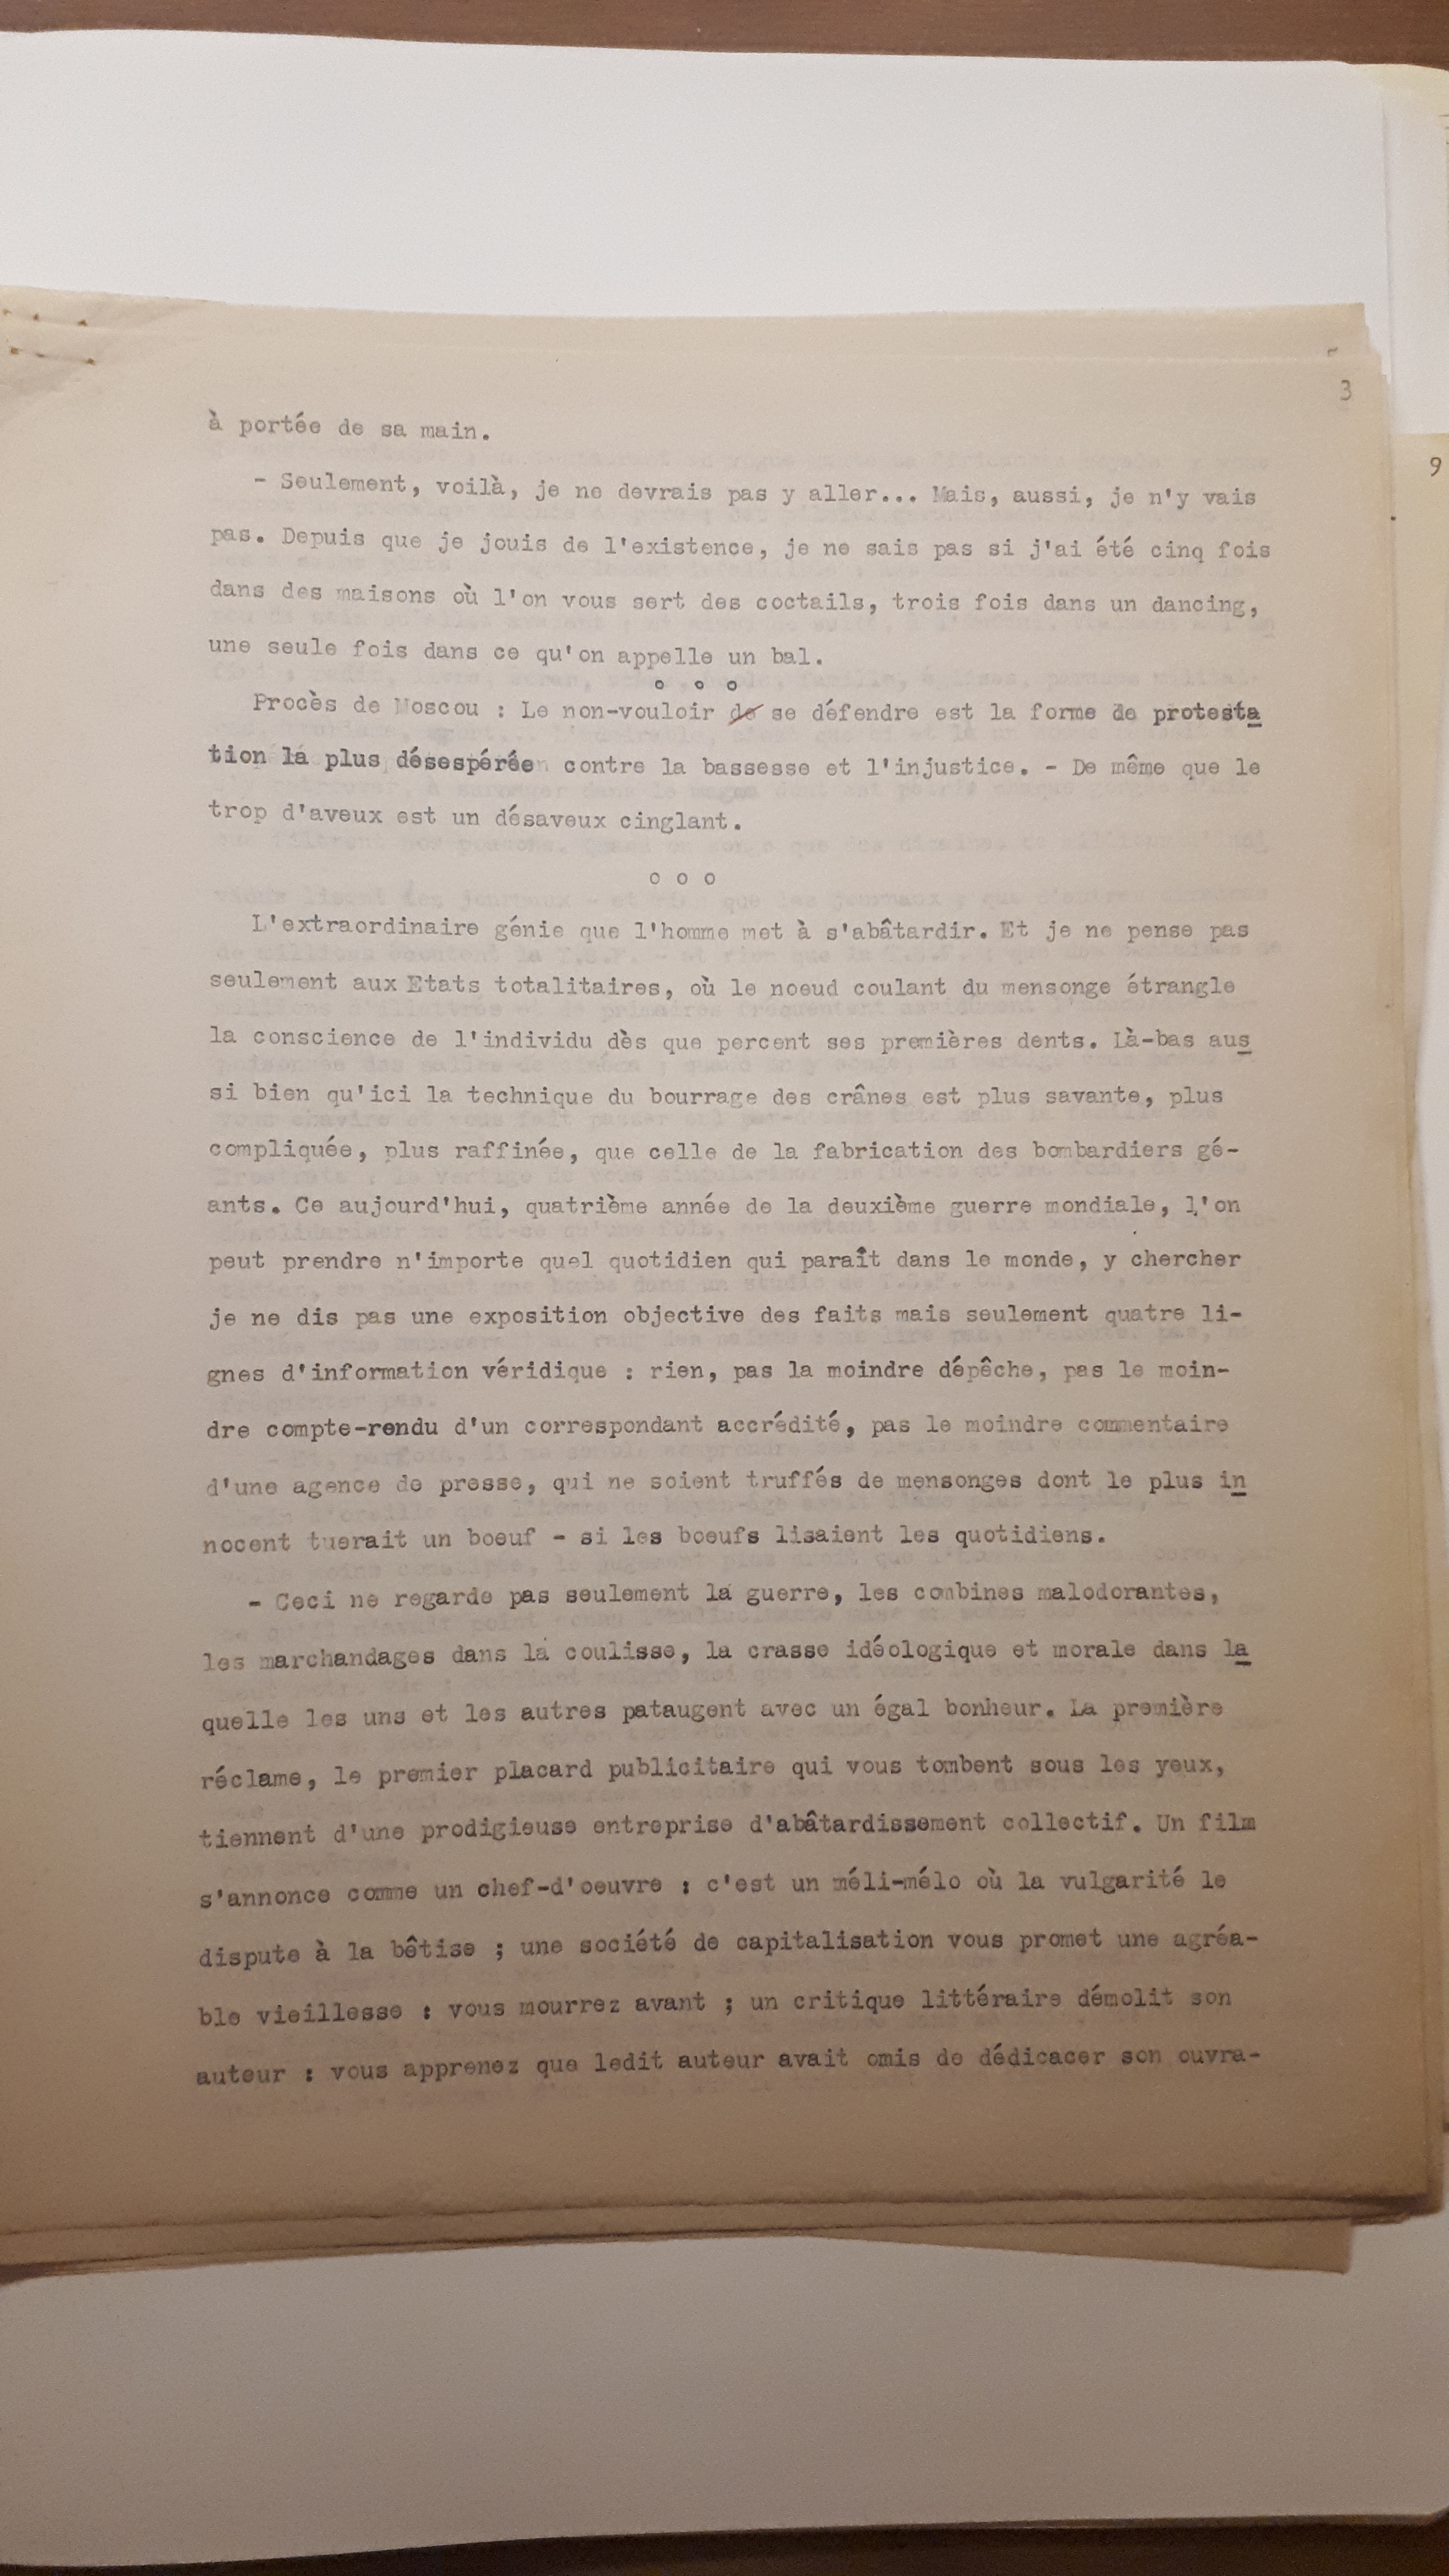 3
9
à portée de sa main.
- Seulement, voilà, je ne devrais pas y aller... Mais, aussi, je n'y vais
pas. Depuis que je jouis de l'existence, je ne sais pas si j'ai été cinq fois
dans des maisons où l'on vous sert des coctails, trois fois dans un dancing,
une seule fois dans ce qu'on appelle un bal.
o o o
Procès de Moscou : Le non-vouloir de se défendre est la forme de protesta
tion la plus désespérée contre la bassesse et l'injustice. - De même que le
trop d'aveux est un désaveux cinglant.
o o o
L'extraordinaire génie que l'homme met à s'abâtardir. Et je ne pense pas
seulement aux Etats totalitaires, où le noeud coulant du mensonge étrangle
la conscience de l'individu dès que percent ses premières dents. Là-bas aus
si bien qu'ici la technique du bourrage des crânes est plus savante, plus
compliquée, plus raffinée, que celle de la fabrication des bombardiers gé-
ants. Ce aujourd'hui, quatrième année de la deuxième guerre mondiale, l'on
peut prendre n'importe quel quotidien qui paraît dans le monde, y chercher
je ne dis pas une exposition objective des faits mais seulement quatre li-
gnes d'information véridique : rien, pas la moindre dépêche, pas le moin-
dre compte-rendu d'un correspondant accrédité, pas le moindre commentaire
d'une agence de presse, qui ne soient truffés de mensonges dont le plus in
nocent tuerait un boeuf - si les boeufs lisaient les quotidiens.
- Ceci ne regarde pas seulement la guerre, les combines malodorantes,
les marchandages dans la coulisse, la crasse idéologique et morale dans la
quelle les uns et les autres pataugent avec un égal bonheur. La première
réclame, le premier placard publicitaire qui vous tombent sous les yeux,
tiennent d'une prodigieuse entreprise d'abâtardissement collectif. Un film
s'annonce comme un chef-d'oeuvre : c'est un méli-mélo où la vulgarité le
dispute à la bêtise ; une société de capitalisation vous promet une agréa-
ble vieillesse : vous mourrez avant ; un critique littéraire démolit son
auteur : vous apprenez que ledit auteur avait omis de dédicacer son ouvra-